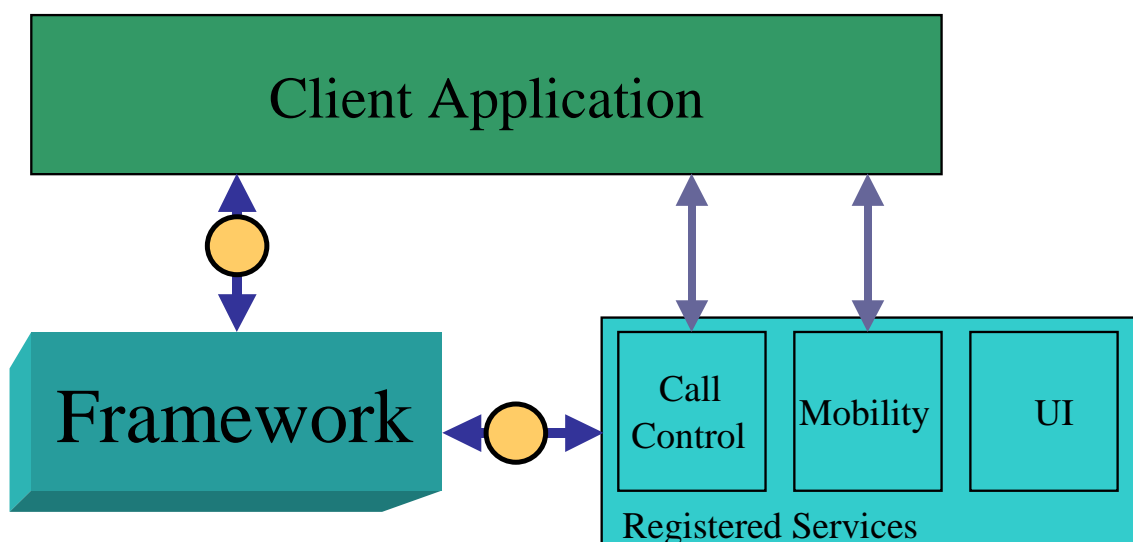 Client Application
Framework
Call
Control
Mobility
UI
Registered Services